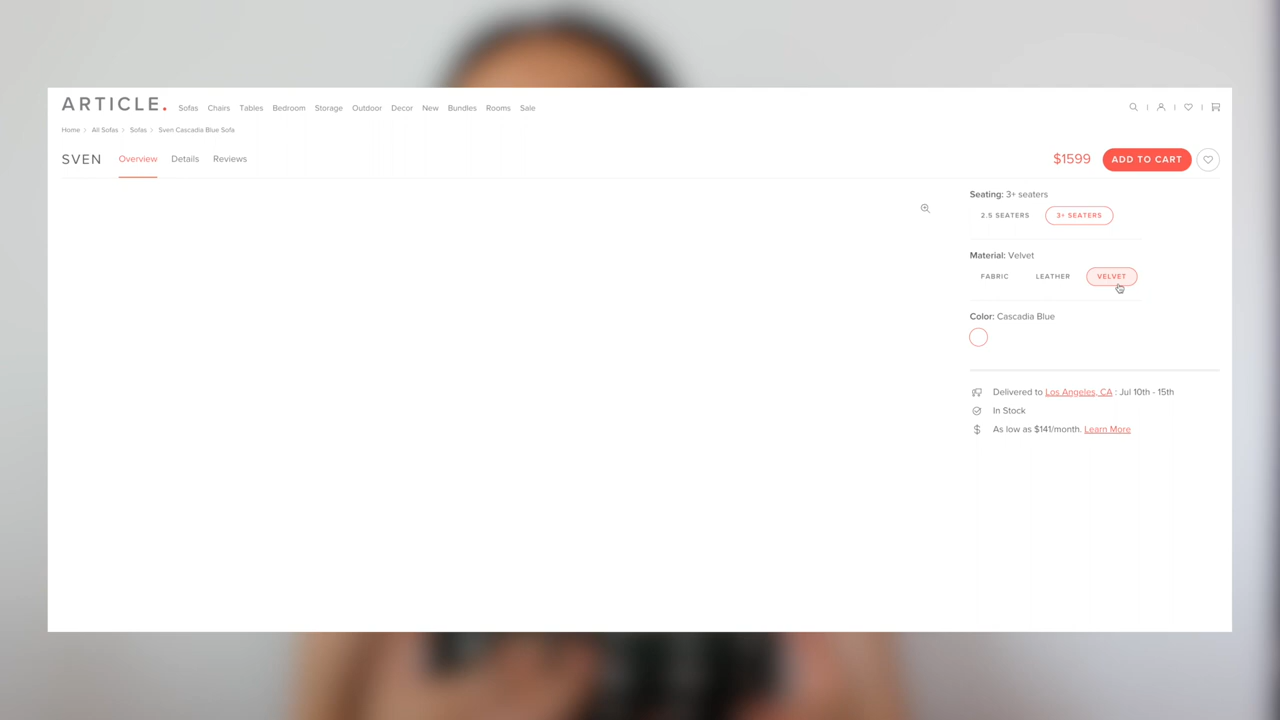 ARTICLE. Sofas Chairs Tables Bedroom Storage Outdoor Decor New Bundles Rooms Sale
Home All Sofas Sofas Sven Cascadia Blue Sofa
SVEN Overview Details Reviews $1599 ADD TO CART
Seating: 3+ seaters
2.5 SEATERS 3+ SEATERS
Material: Velvet
FABRIC LEATHER VELVET
Color: Cascadia Blue
Delivered to Los Angeles, CA : Jul 10th - 15th
In Stock
As low as $141/month. Learn More